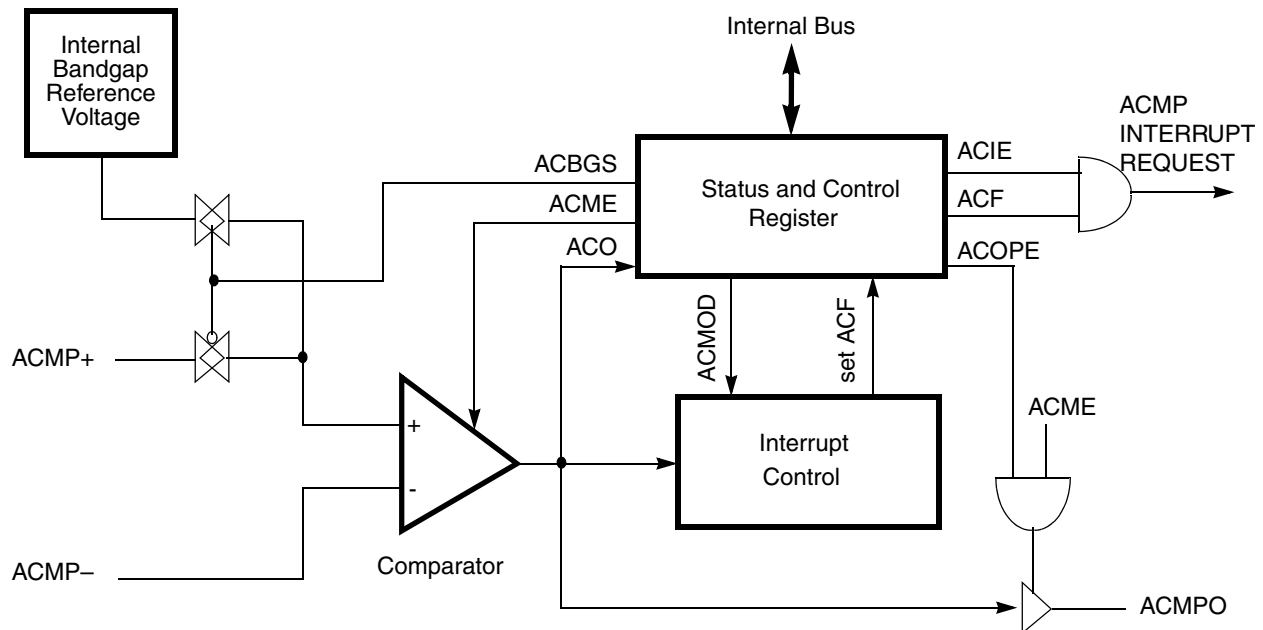 Internal Bus
Internal
Bandgap
Reference
Voltage
ACMP
INTERRUPT
REQUEST
ACBGS
ACME
ACO
Status and Control
Register
ACIE
ACF
ACOPE
ACMOD
set ACF
ACMP+
ACME
+
-
Interrupt
Control
Comparator
ACMP–
ACMPO